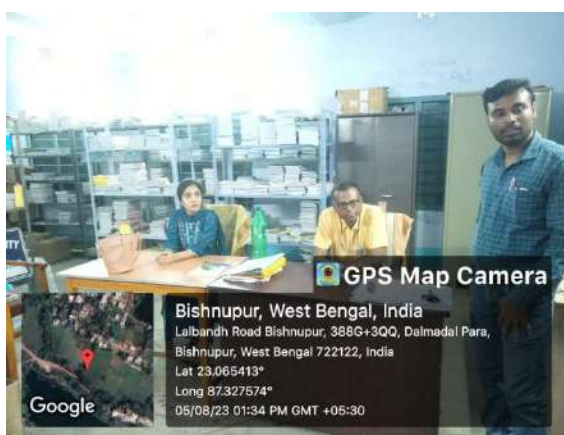 ITY
GPS Map Camera
Bishnupur, West Bengal, India
Lalbandh Road Bishnupur, 388G+3QQ, Dalmadal Para,
Bishnupur, West Bengal 722122, India
Lat 23.065413°
Long 87.327574°
05/08/23 01:34 PM GMT +05:30
Google